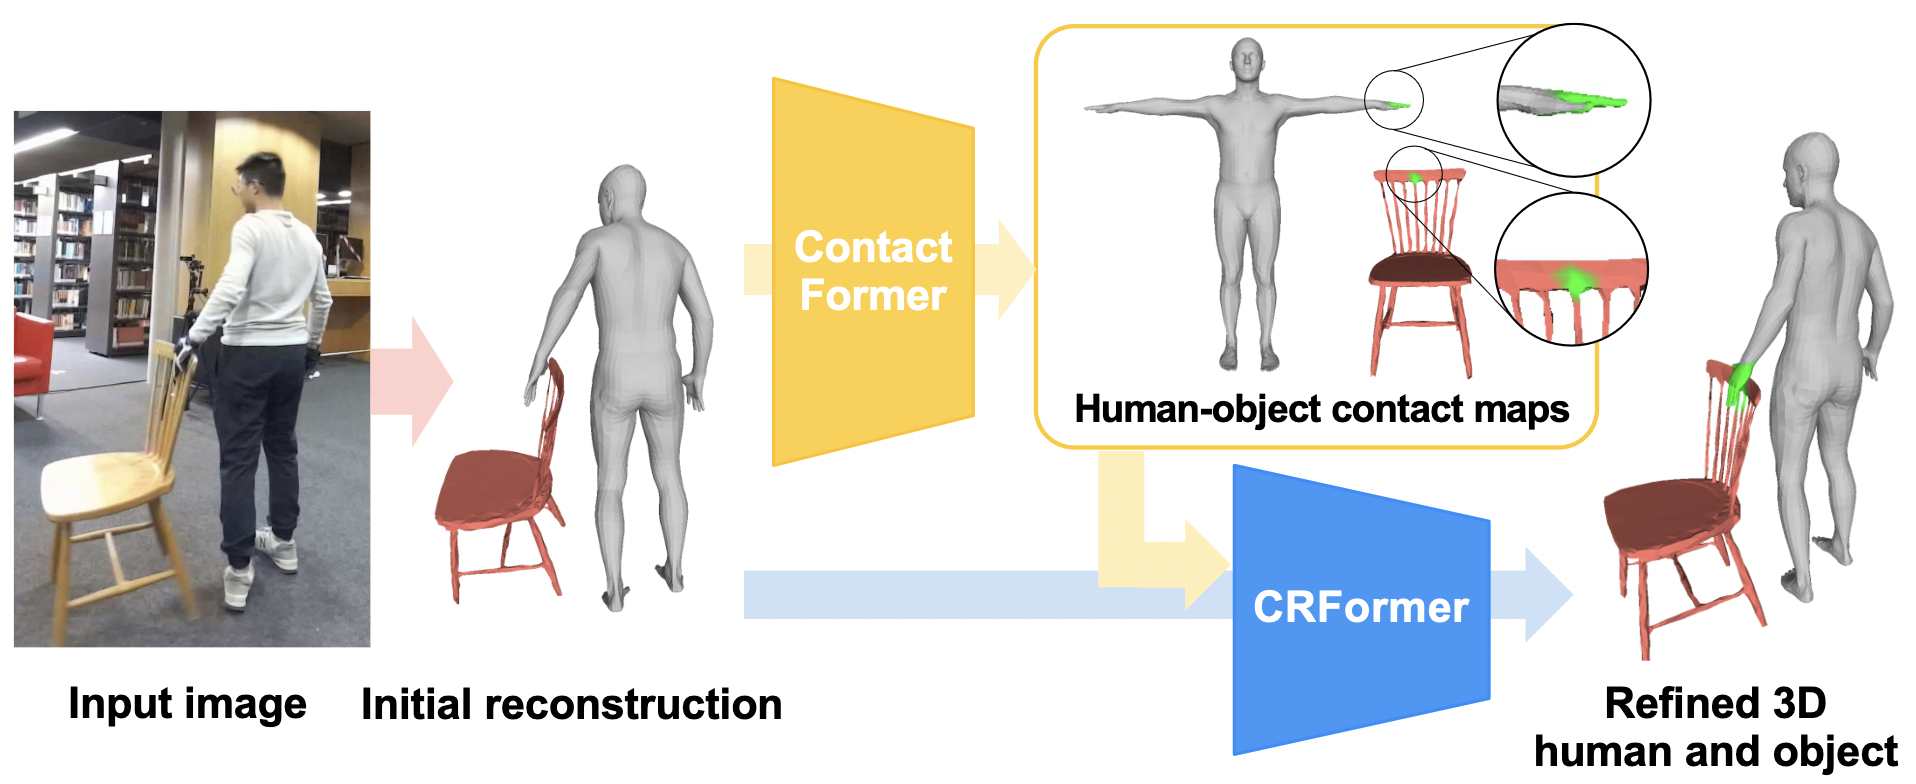 Contact
Former
Human-object contact maps
CRFormer
Input image
Initial reconstruction
Refined 3D
human and object